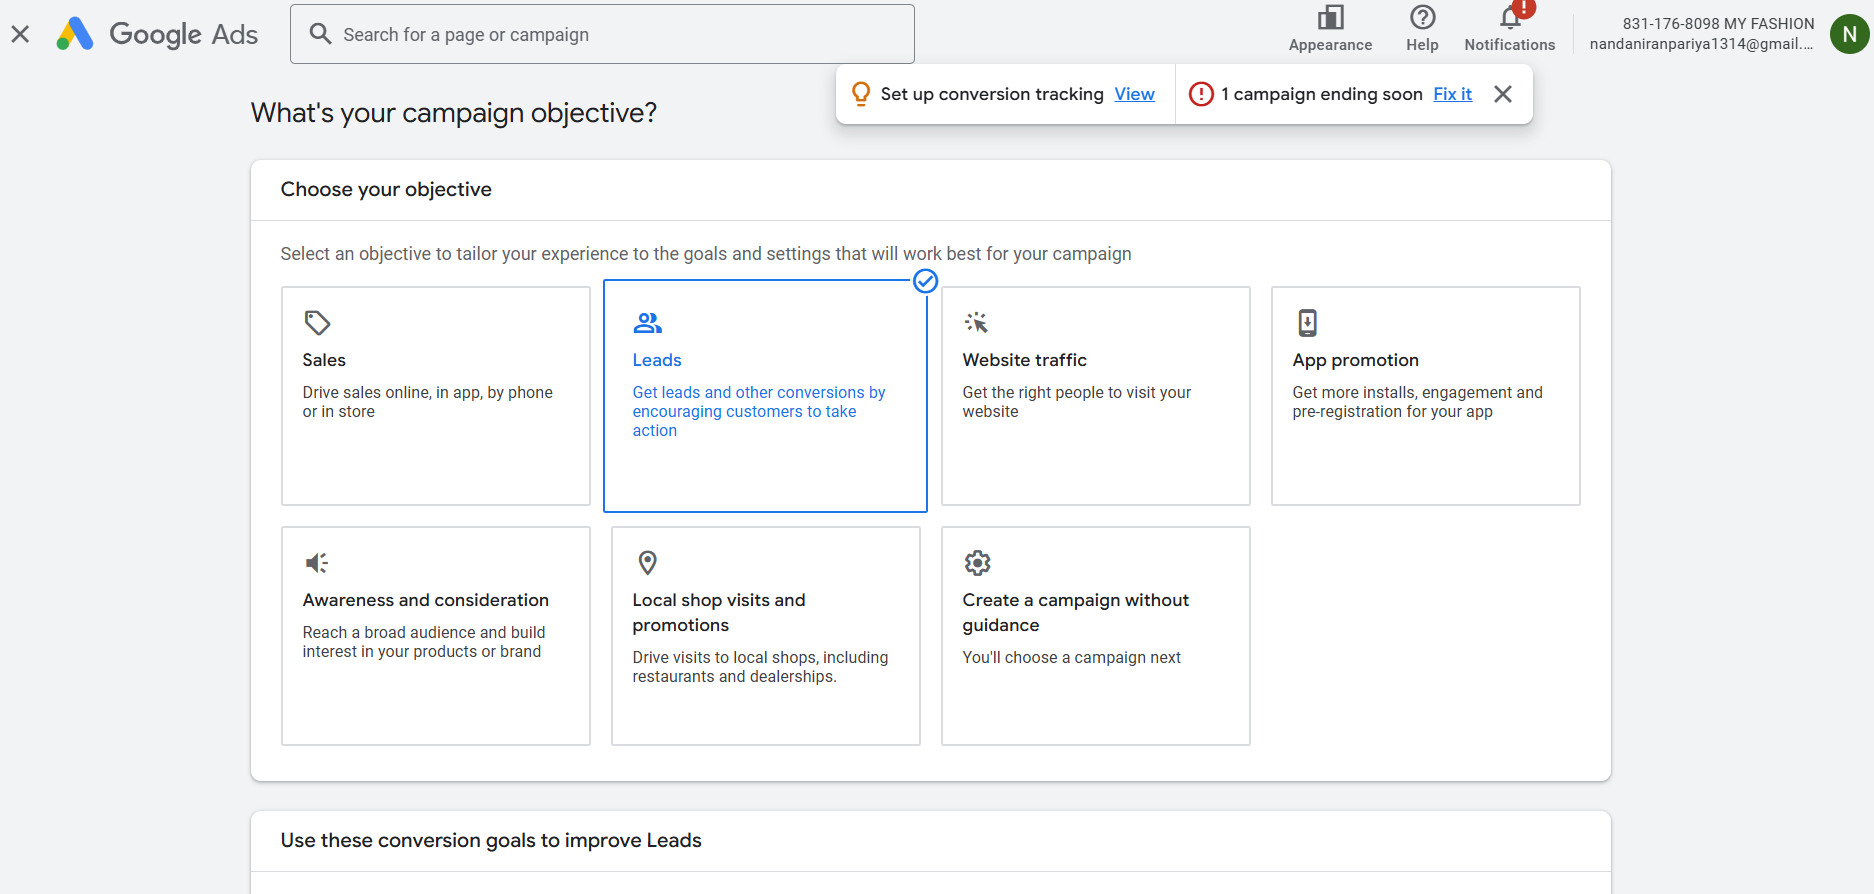 Google Ads
Search for a page or campaign
Appearance
Help
Notifications
831-176-8098 MY FASHION
nandaniranpariya1314@gmail....
N
Set up conversion tracking View
1 campaign ending soon Fix it
What's your campaign objective?
Choose your objective
Select an objective to tailor your experience to the goals and settings that will work best for your campaign
Sales
Drive sales online, in app, by phone
or in store
Leads
Get leads and other conversions by
encouraging customers to take
action
Website traffic
Get the right people to visit your
website
App promotion
Get more installs, engagement and
pre-registration for your app
Awareness and consideration
Reach a broad audience and build
interest in your products or brand
Local shop visits and
promotions
Drive visits to local shops, including
restaurants and dealerships.
Create a campaign without
guidance
You'll choose a campaign next
Use these conversion goals to improve Leads